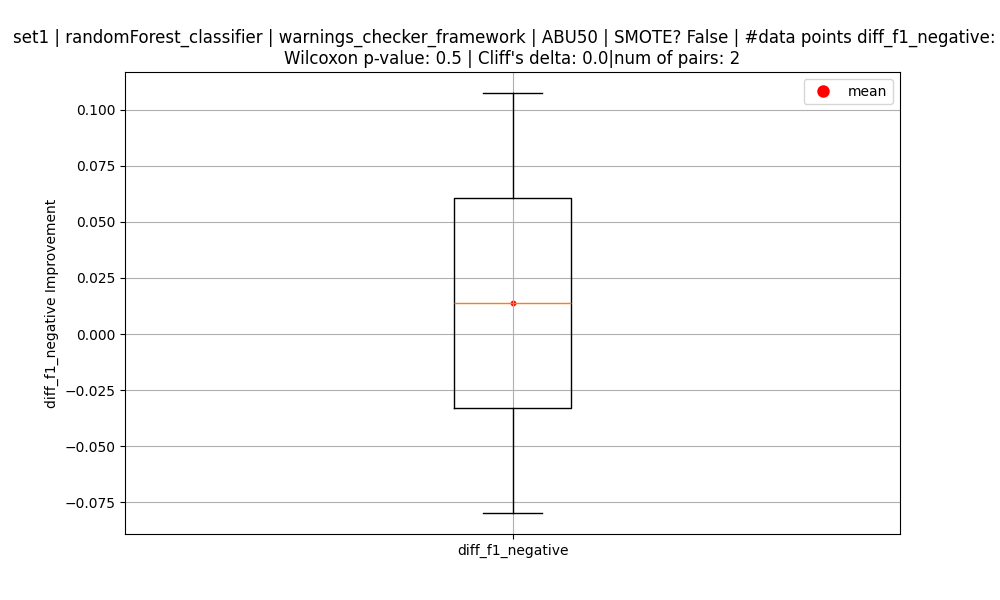 set1 | randomForest_classifier | warnings_checker_framework | ABU50 | SMOTE? False | #data points diff_f1_negative:
Wilcoxon p-value: 0.5 | Cliff's delta: 0.0|num of pairs: 2
mean
0.100
0.075
0.050
0.025
0.000
−0.025
−0.050
−0.075
diff_f1_negative Improvement
diff_f1_negative